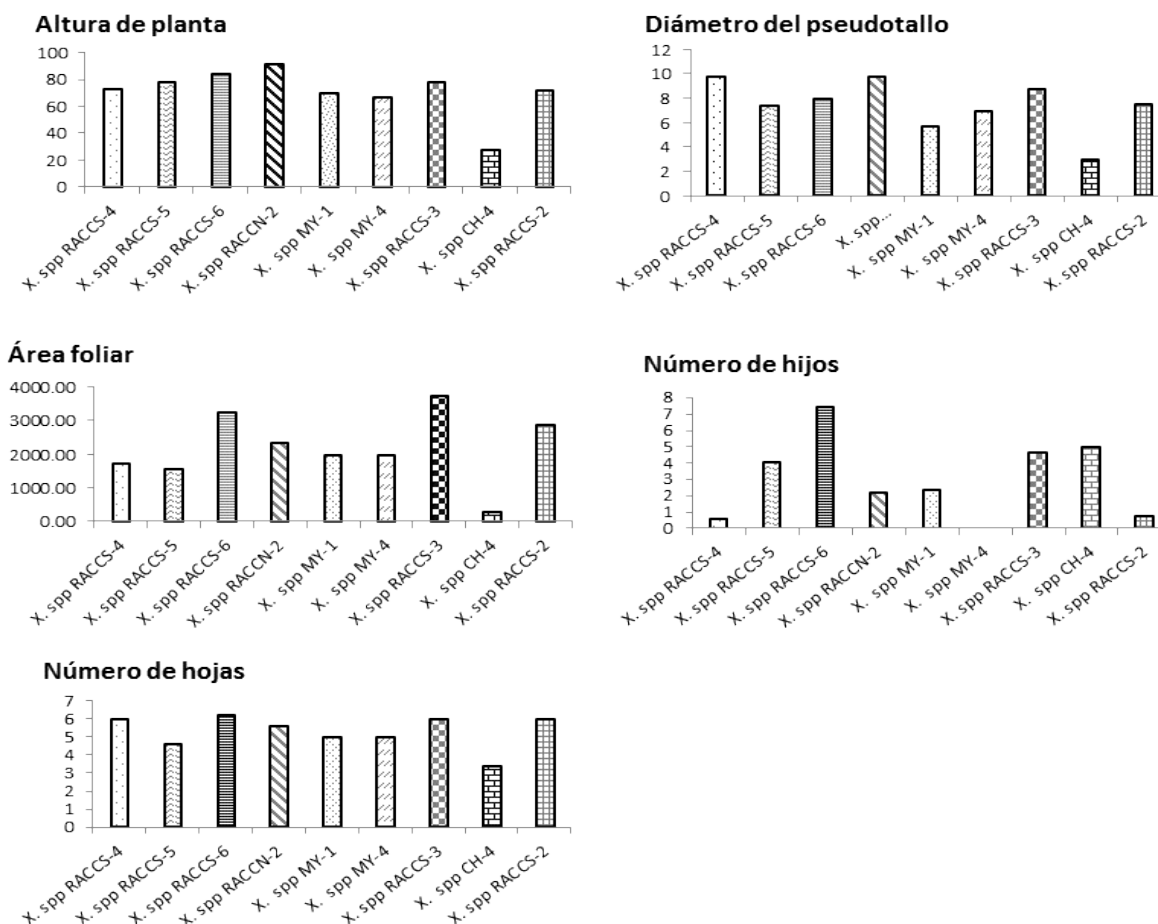 Altura de planta
100
80
60
40
20
0
X. spp RACCS-4
X. spp RACCS-5
X. spp RACCS-6
X. spp RACCN-2
X. spp MY-1
X. spp MY-4
X. spp RACCS-3
X. spp CH-4
X. spp RACCS-2
Diámetro del pseudotallo
12
10
8
6
4
2
0
X. spp RACCS-4
X. spp RACCS-5
X. spp RACCS-6
X. spp...
X. spp MY-1
X. spp MY-4
X. spp RACCS-3
X. spp CH-4
X. spp RACCS-2
Área foliar
4000.00
3000.00
2000.00
1000.00
0.00
X. spp RACCS-4
X. spp RACCS-5
X. spp RACCS-6
X. spp RACCN-2
X. spp MY-1
X. spp MY-4
X. spp RACCS-3
X. spp CH-4
X. spp RACCS-2
Número de hijos
8
7
6
5
4
3
2
1
0
X. spp RACCS-4
X. spp RACCS-5
X. spp RACCS-6
X. spp RACCN-2
X. spp MY-1
X. spp MY-4
X. spp RACCS-3
X. spp CH-4
X. spp RACCS-2
Número de hojas
7
6
5
4
3
2
1
0
X. spp RACCS-4
X. spp RACCS-5
X. spp RACCS-6
X. spp RACCN-2
X. spp MY-1
X. spp MY-4
X. spp RACCS-3
X. spp CH-4
X. spp RACCS-2